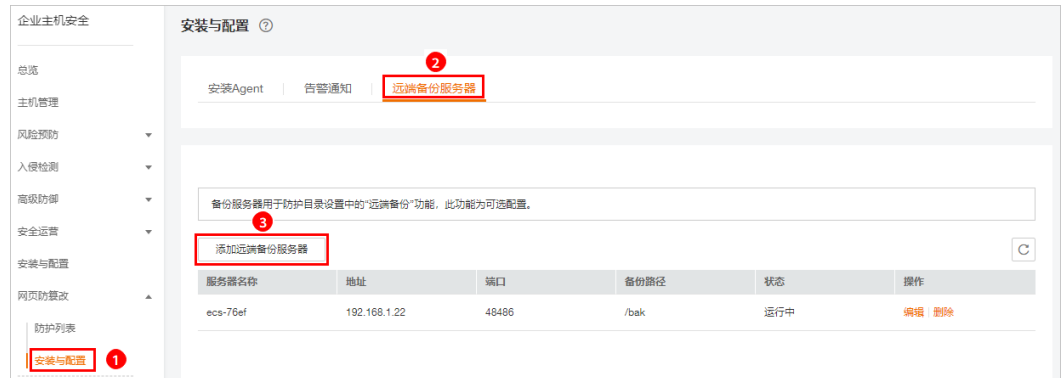 企业主机安全
总览
主机管理
风险预防
入侵检测
高级防御
安全运营
安装与配置
网页防篡改
防护列表
安装与配置
1
安装与配置 ?
2
安装Agent 告警通知 远端备份服务器
备份服务器用于防护目录设置中的“远端备份”功能，此功能为可选配置。
3
添加远端备份服务器
服务器名称 地址 端口 备份路径 状态 操作
ecs-76ef 192.168.1.22 48486 /bak 运行中 编辑 删除